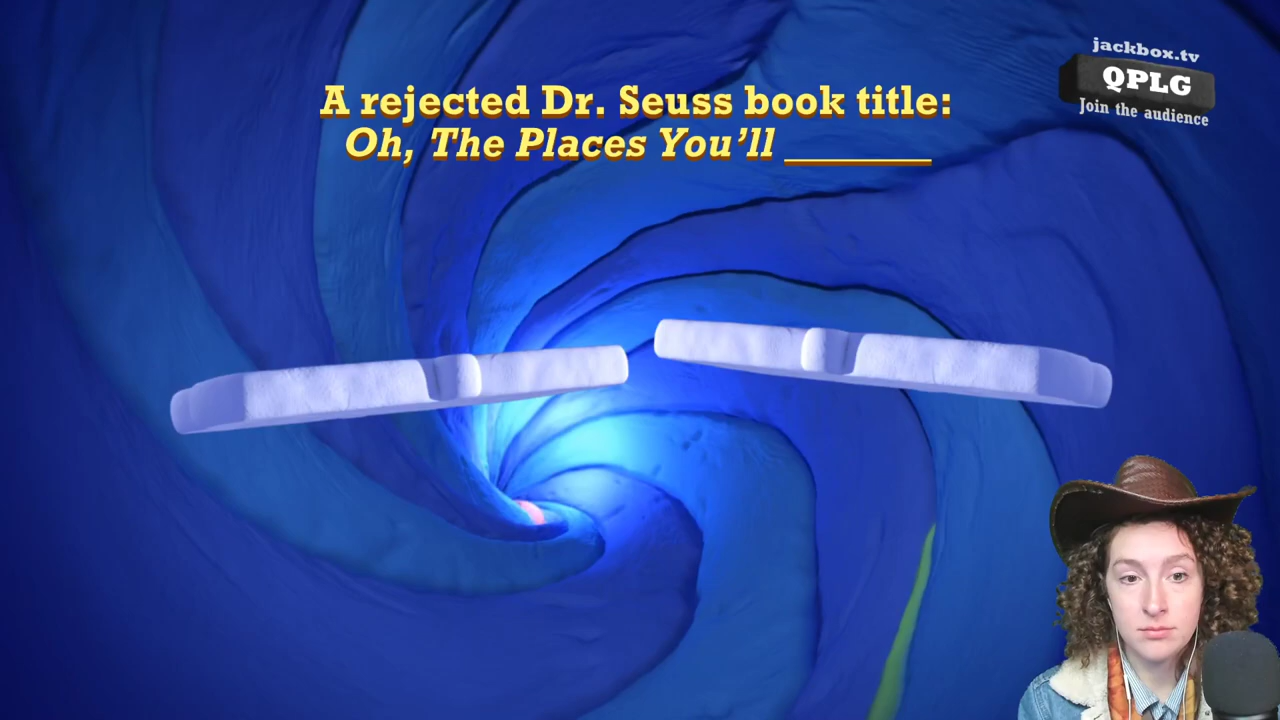 A rejected Dr. Seuss book title:
Oh, The Places You'll ________
jackbox.tv
QPLG
Join the audience